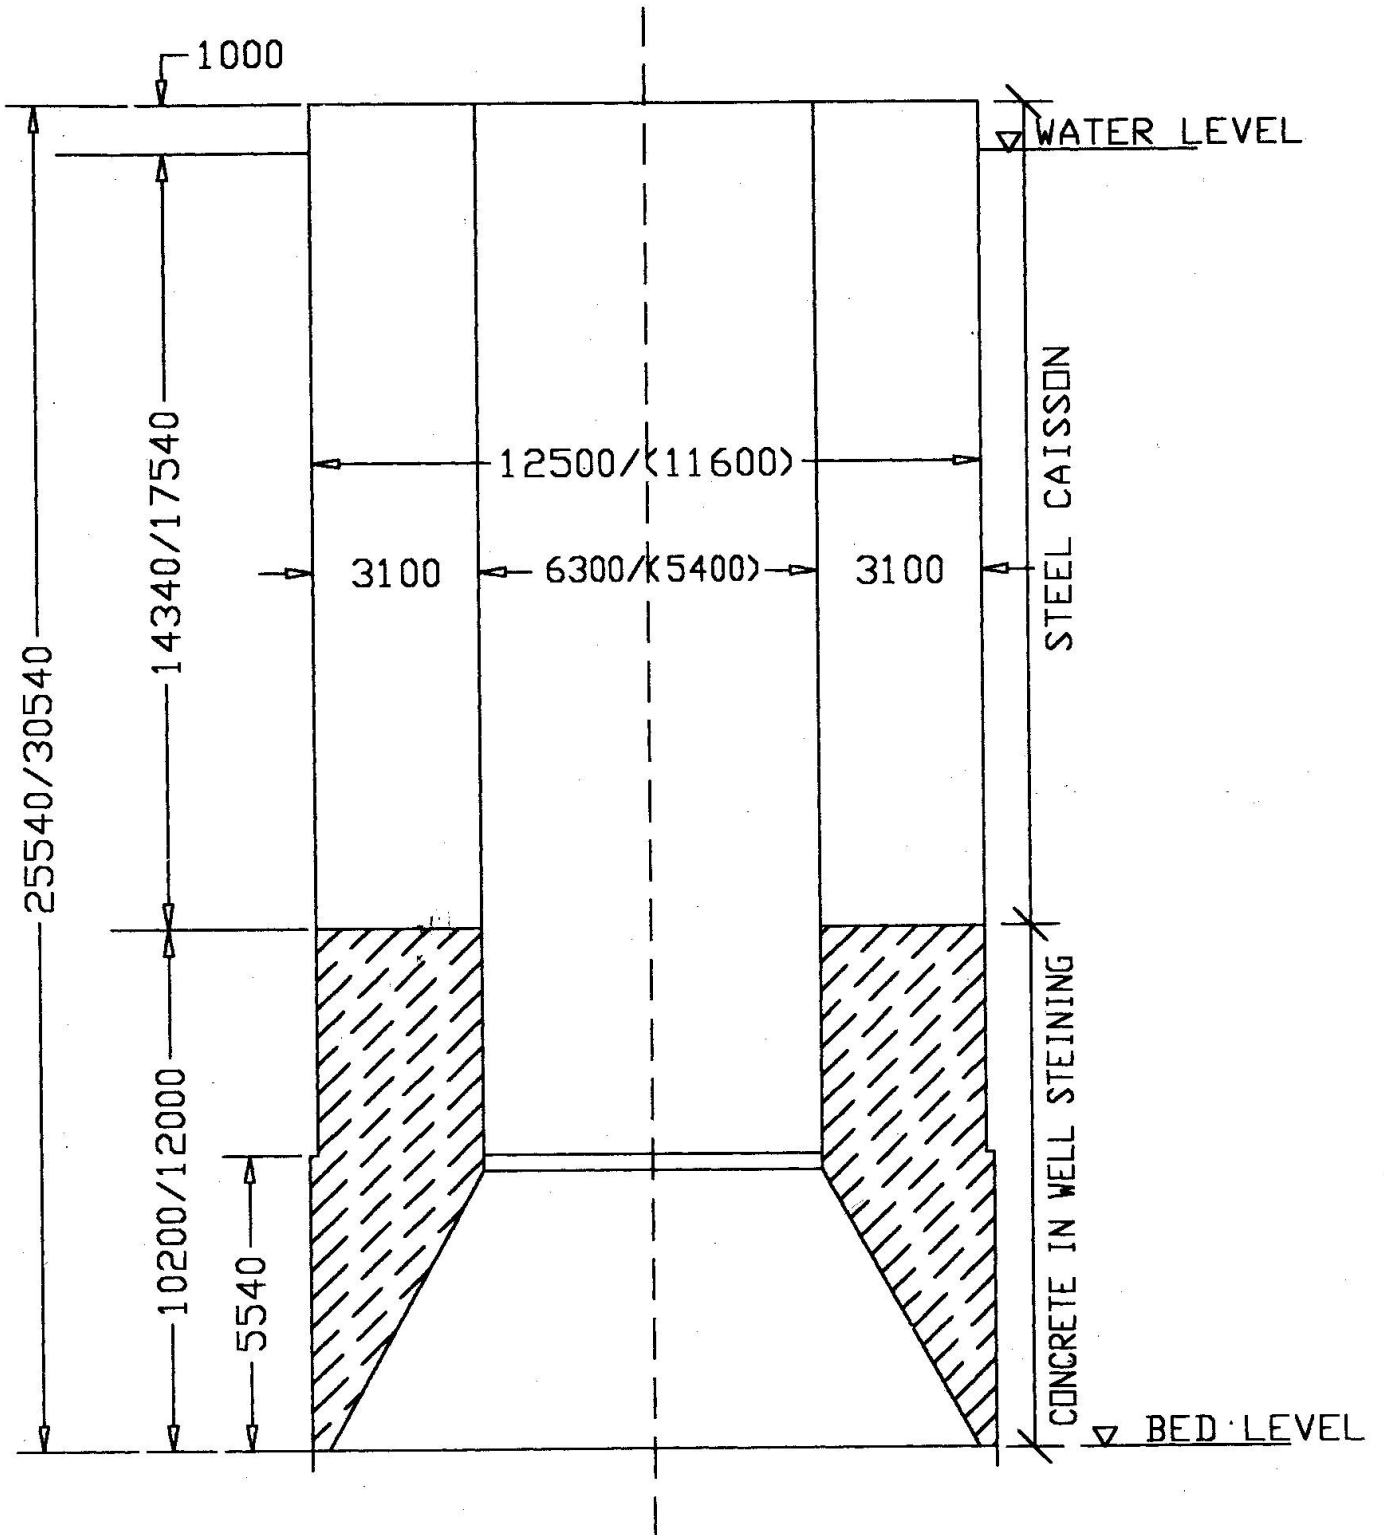 1000
WATER LEVEL
25540/30540
14340/17540
12500/(11600)
3100
6300/(5400)
3100
STEEL CAISSON
10200/12000
5540
CONCRETE IN WELL STEINING
BED LEVEL